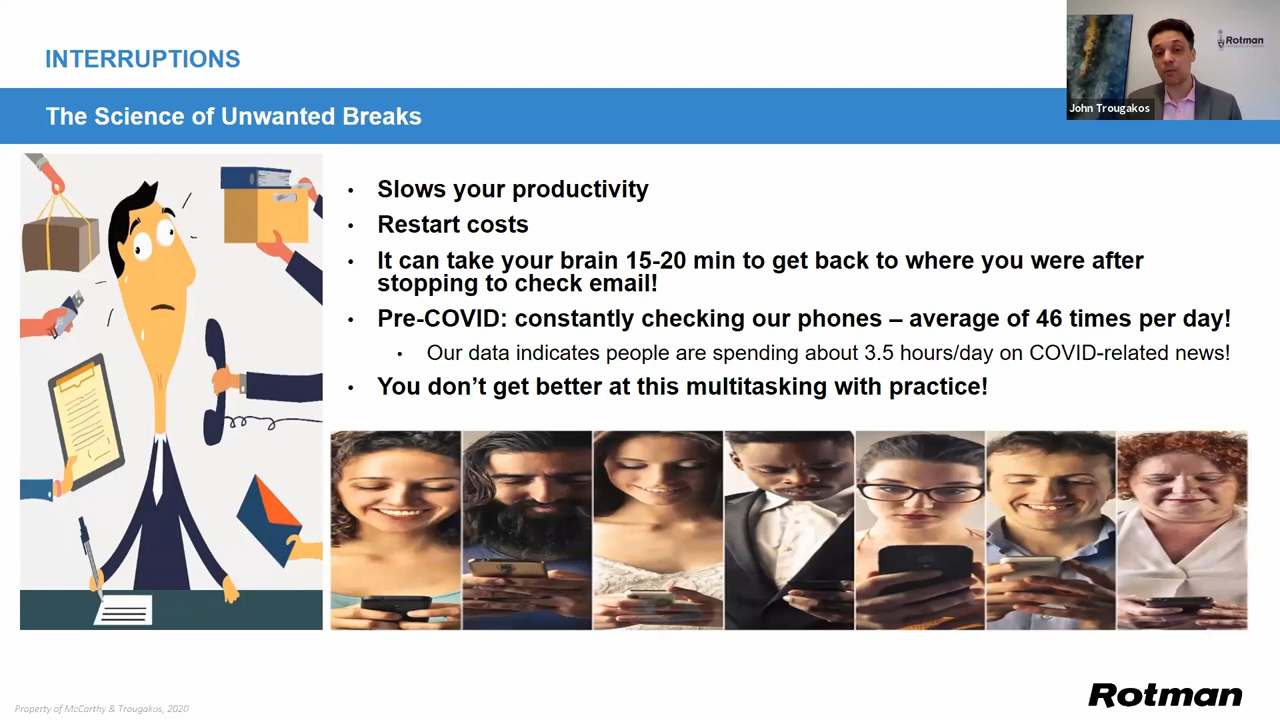 INTERRUPTIONS
The Science of Unwanted Breaks
Rotman
John Trougakos
• Slows your productivity
• Restart costs
• It can take your brain 15-20 min to get back to where you were after
stopping to check email!
• Pre-COVID: constantly checking our phones – average of 46 times per day!
• Our data indicates people are spending about 3.5 hours/day on COVID-related news!
• You don’t get better at this multitasking with practice!
Property of McCarthy & Trougakos, 2020
Rotman